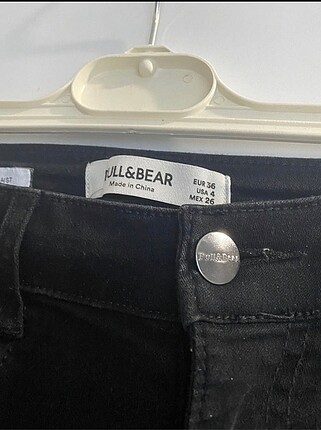 PULL&BEAR
Made in China
EUR 36
USA 4
MEX 26
Pull&Bear